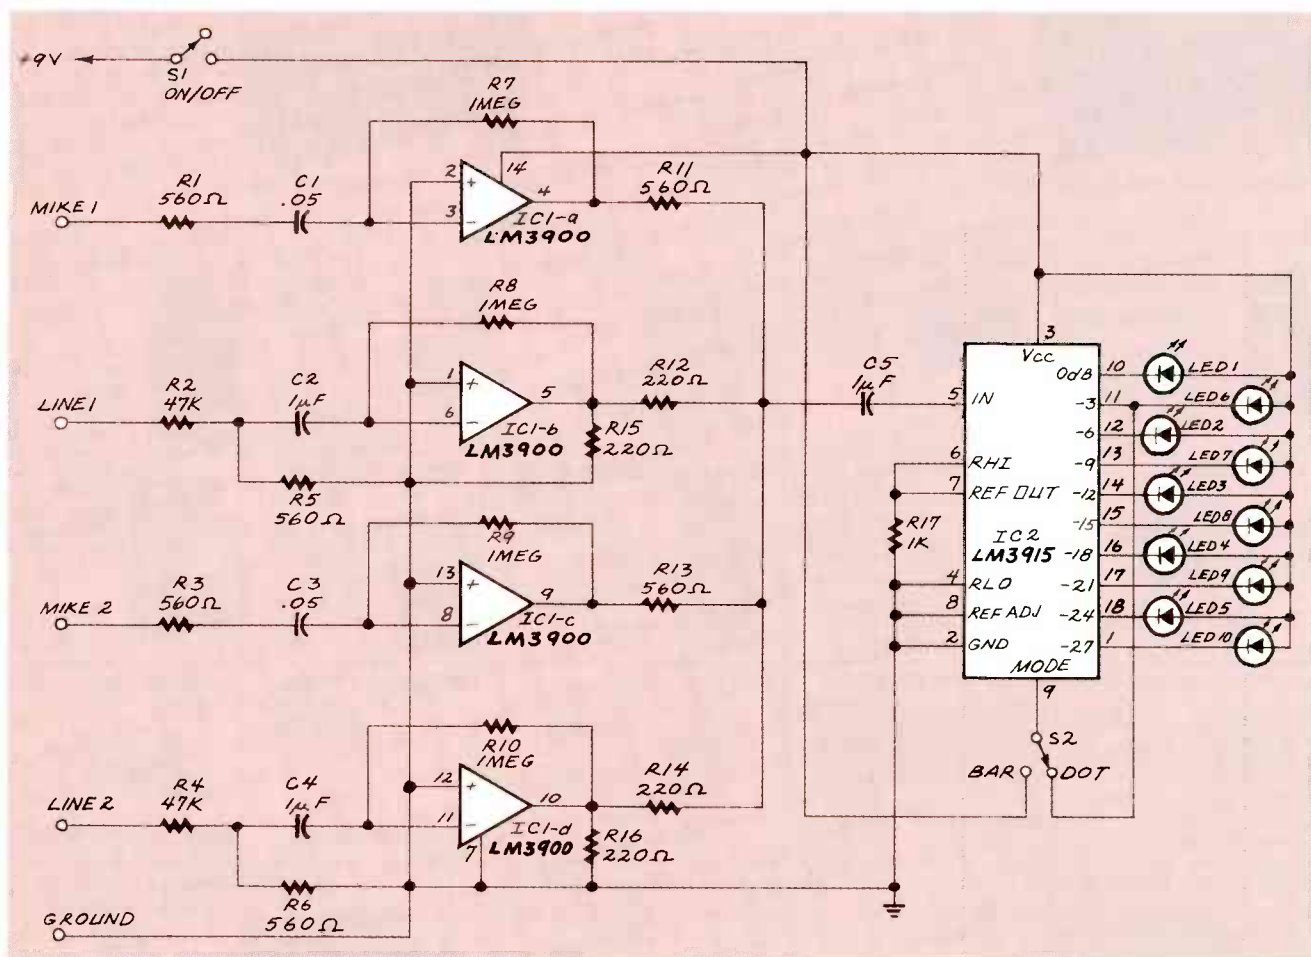 +9V
S1
ON/OFF
R7
1MEG
R1
560Ω
C1
.05
MIKE 1
2
+
3
-
14
4
IC1-a
LM3900
R11
560Ω
R8
1MEG
R2
47K
C2
1µF
LINE 1
R5
560Ω
1
+
6
-
5
IC1-b
LM3900
R12
220Ω
R15
220Ω
C5
1µF
R9
1MEG
R3
560Ω
C3
.05
MIKE 2
13
+
8
-
9
IC1-c
LM3900
R13
560Ω
R10
1MEG
R4
47K
C4
1µF
LINE 2
R6
560Ω
12
+
11
-
7
10
IC1-d
LM3900
R14
220Ω
R16
220Ω
GROUND
3
Vcc
5 IN
6 RHI
7 REF OUT
R17
1K
IC2
LM3915
4 RLO
8 REF ADJ
2 GND
MODE
9
0dB 10 LED1
-3 11 LED6
-6 12 LED2
-9 13 LED7
-12 14 LED3
-15 15 LED8
-18 16 LED4
-21 17 LED9
-24 18 LED5
-27 1 LED10
S2
BAR DOT